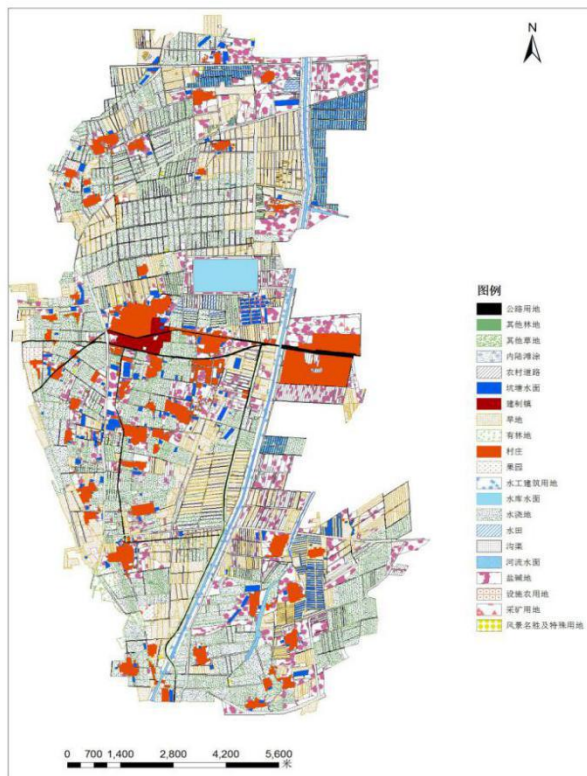 N
图例
公路用地
其他林地
其他草地
内陆滩涂
农村道路
坑塘水面
建制镇
旱地
有林地
村庄
果园
水工建筑用地
水库水面
水浇地
水田
沟渠
河流水面
盐碱地
设施农用地
采矿用地
风景名胜及特殊用地
0 700 1,400 2,800 4,200 5,600
米